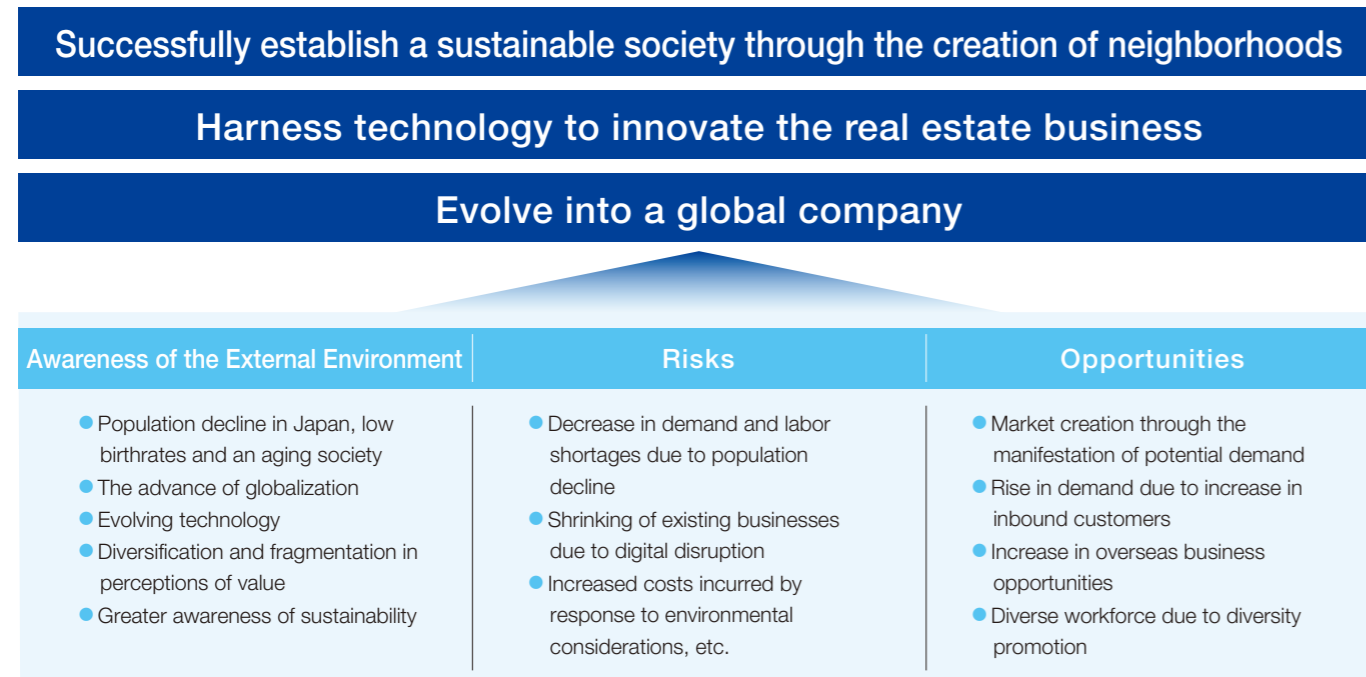 Successfully establish a sustainable society through the creation of neighborhoods
Harness technology to innovate the real estate business
Evolve into a global company
Awareness of the External Environment
● Population decline in Japan, low
birthrates and an aging society
● The advance of globalization
● Evolving technology
● Diversification and fragmentation in
perceptions of value
● Greater awareness of sustainability
Risks
● Decrease in demand and labor
shortages due to population
decline
● Shrinking of existing businesses
due to digital disruption
● Increased costs incurred by
response to environmental
considerations, etc.
Opportunities
● Market creation through the
manifestation of potential demand
● Rise in demand due to increase in
inbound customers
● Increase in overseas business
opportunities
● Diverse workforce due to diversity
promotion